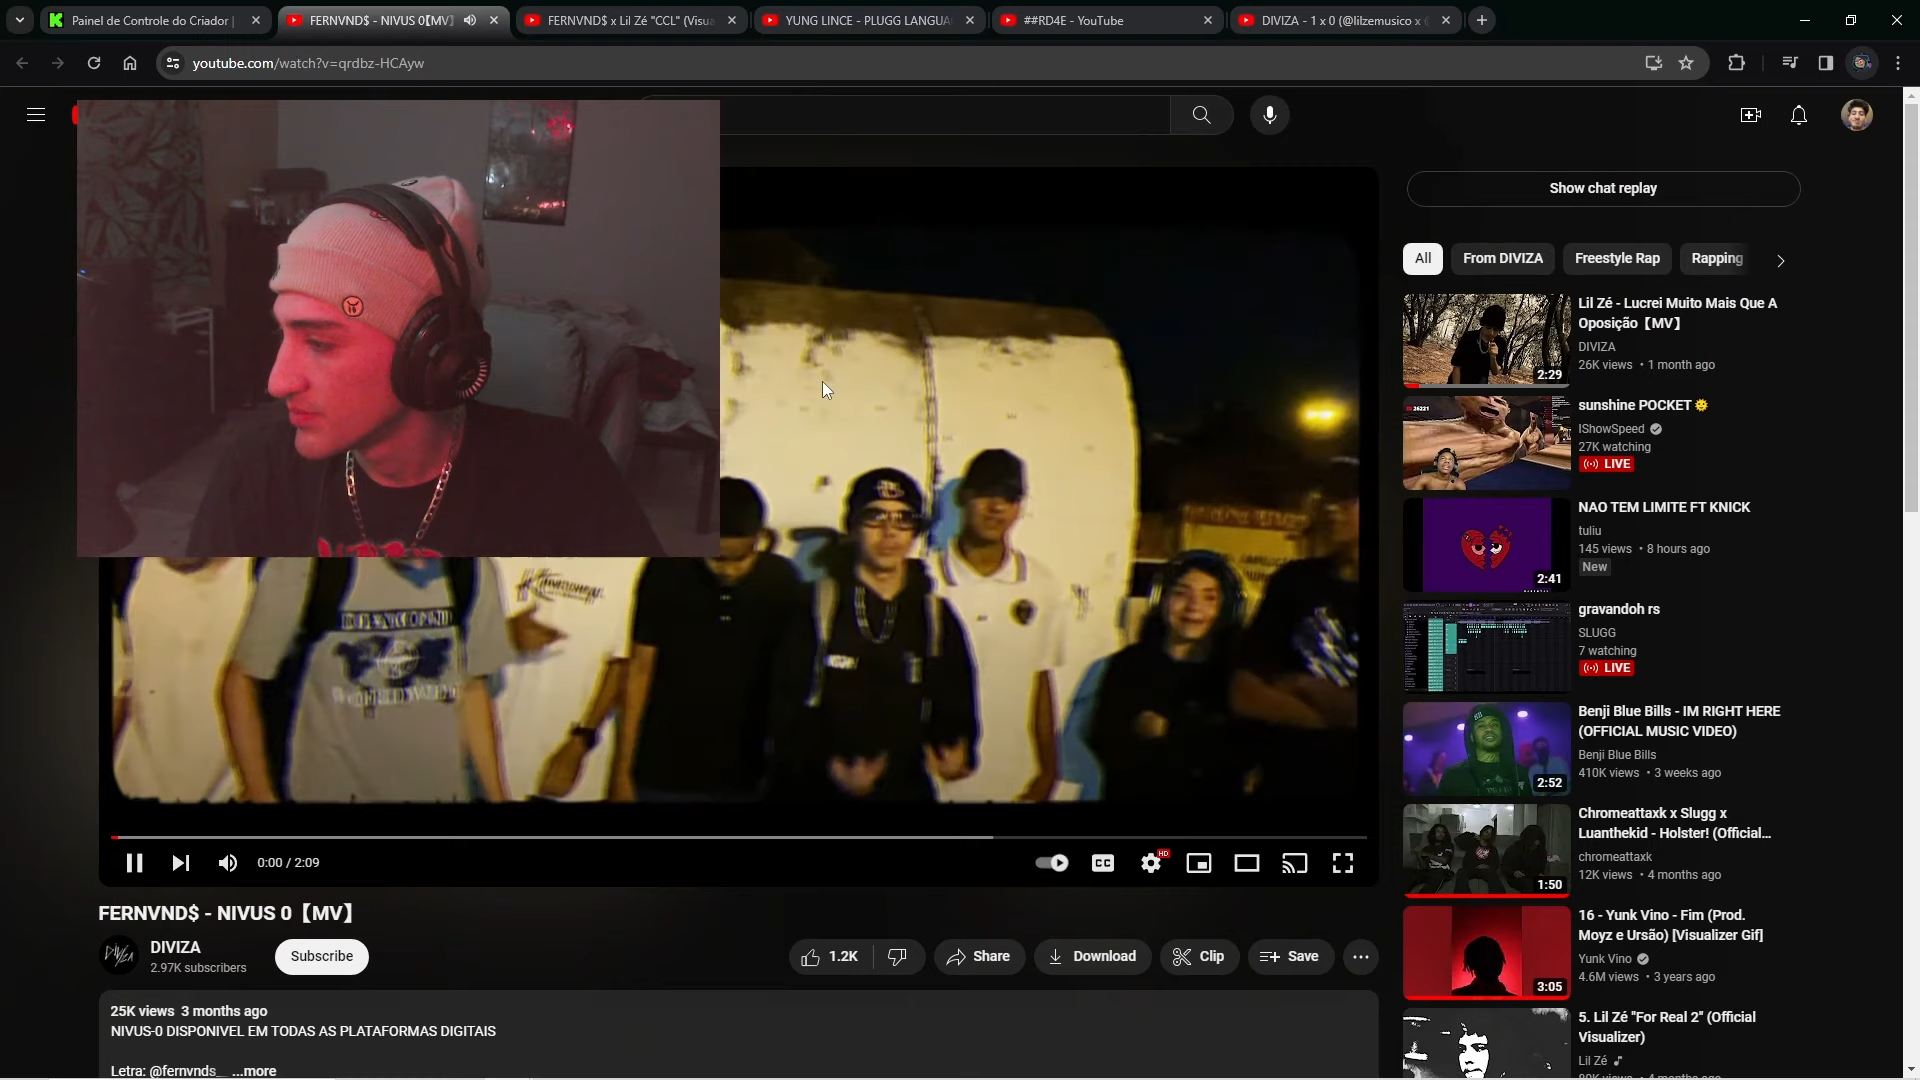 Painel de Controle do Criador |
FERNVND$ - NIVUS 0【MV】
FERNVND$ x Lil Zé "CCL" (Visua
YUNG LINCE - PLUGG LANGUA
##RD4E - YouTube
DIVIZA - 1 x 0 (@lilzemusico x
youtube.com/watch?v=qrdbz-HCAyw
Show chat replay
All
From DIVIZA
Freestyle Rap
Rapping
Lil Zé - Lucrei Muito Mais Que A
Oposição【MV】
DIVIZA
26K views • 1 month ago
2:29
sunshine POCKET🌞
IShowSpeed
27K watching
LIVE
NAO TEM LIMITE FT KNICK
tuliu
145 views • 8 hours ago
New
2:41
gravandoh rs
SLUGG
7 watching
LIVE
Benji Blue Bills - IM RIGHT HERE
(OFFICIAL MUSIC VIDEO)
Benji Blue Bills
410K views • 3 weeks ago
2:52
Chromeattaxk x Slugg x
Luanthekid - Holster! (Official...
chromeattaxk
12K views • 4 months ago
1:50
16 - Yunk Vino - Fim (Prod.
Moyz e Ursão) [Visualizer Gif]
Yunk Vino
4.6M views • 3 years ago
3:05
5. Lil Zé "For Real 2" (Official
Visualizer)
Lil Zé
0:00 / 2:09
CC
HD
FERNVND$ - NIVUS 0【MV】
DIVIZA
2.97K subscribers
Subscribe
1.2K
Share
Download
Clip
Save
25K views 3 months ago
NIVUS-0 DISPONIVEL EM TODAS AS PLATAFORMAS DIGITAIS
Letra: @fernvnds__ ...more